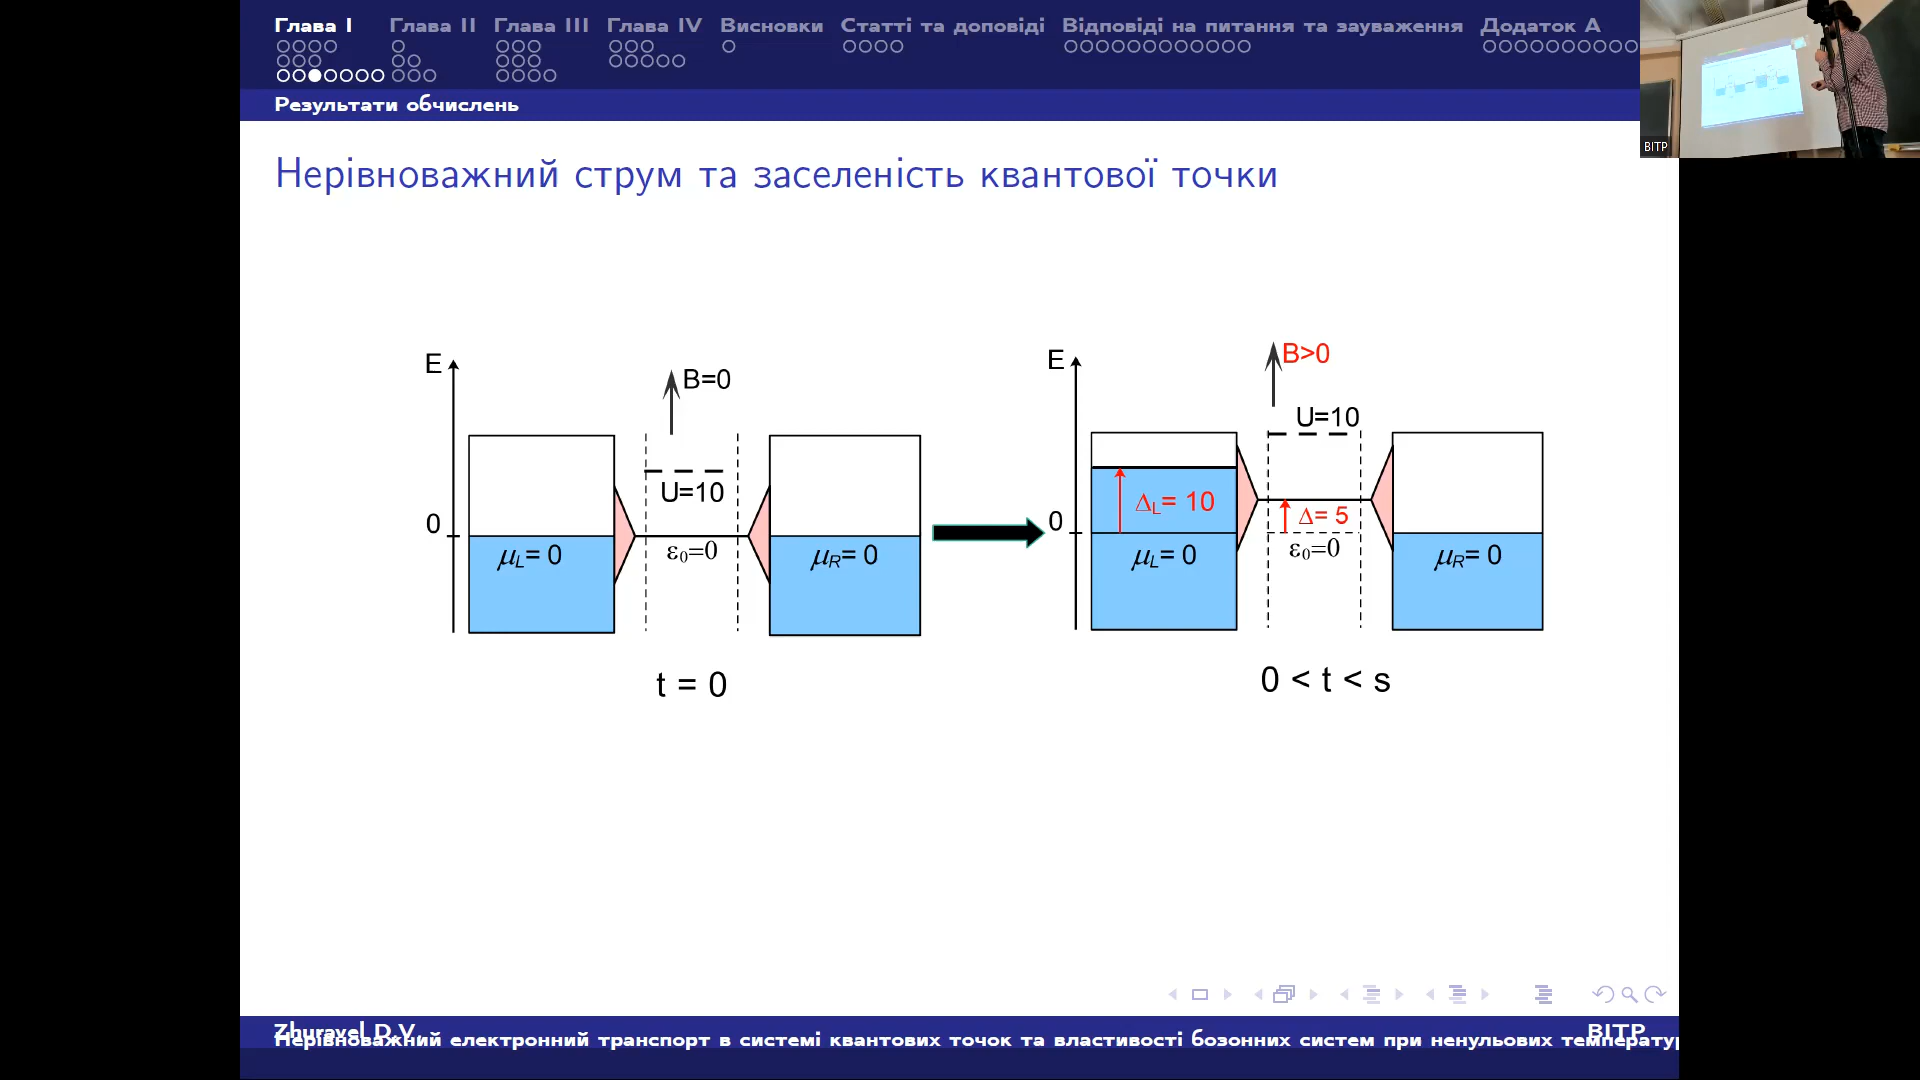 Глава I Глава II Глава III Глава IV Висновки Статті та доповіді Відповіді на питання та зауваження Додаток А
Результати обчислень
BITP
Нерівноважний струм та заселеність квантової точки
E
B=0
U=10
0
μL= 0
ε0=0
μR= 0
t = 0
E
B>0
U=10
ΔL= 10
0
Δ= 5
μL= 0
ε0=0
μR= 0
0 < t < s
Zhuravel D.V.
BITP
Нерівноважний електронний транспорт в системі квантових точок та властивості бозонних систем при ненульових температур